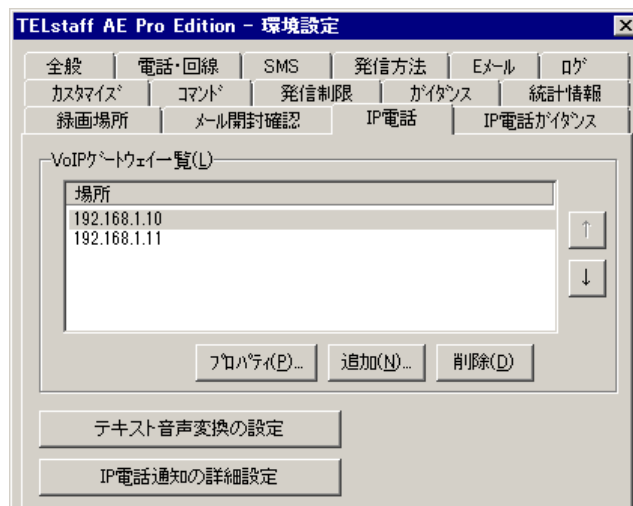 TELstaff AE Pro Edition - 環境設定
全般 電話・回線 SMS 発信方法 Eﾒｰﾙ ﾛｸﾞ
ｶｽﾀﾏｲｽﾞ ｺﾏﾝﾄﾞ 発信制限 ｶﾞｲﾀﾞﾝｽ 統計情報
録画場所 ﾒｰﾙ開封確認 IP電話 IP電話ｶﾞｲﾀﾞﾝｽ
VoIPｹﾞｰﾄｳｪｲ一覧(L)
場所
192.168.1.10
192.168.1.11
↑
↓
ﾌﾟﾛﾊﾟﾃｨ(P)... 追加(N)... 削除(D)
テキスト音声変換の設定
IP電話通知の詳細設定